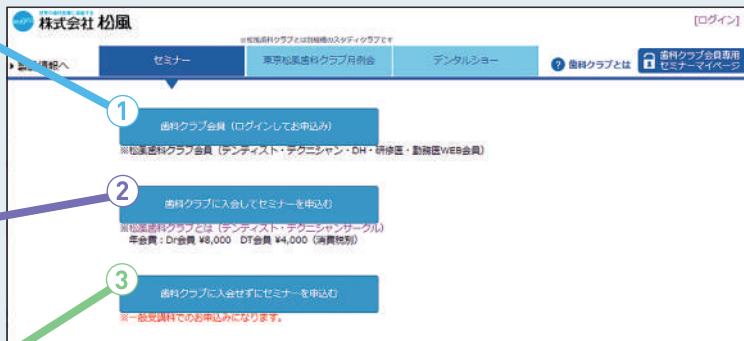 世界の歯科医療に貢献する
株式会社 松風
[ログイン]
※松風歯科クラブとは別組織のスタディクラブです
セミナー
東京松風歯科クラブ月例会
デンタルショー
? 歯科クラブとは
歯科クラブ会員専用
セミナーマイページ
1
歯科クラブ会員（ログインしてお申込み）
※松風歯科クラブ会員（デンティスト・テクニシャン・DH・研修医・勤務医WEB会員）
2
歯科クラブに入会してセミナーを申込む
※松風歯科クラブとは（デンティスト・テクニシャンサークル）
年会費：Dr会員 ¥8,000　DT会員 ¥4,000（消費税別）
3
歯科クラブに入会せずにセミナーを申込む
※一般受講料でのお申込みになります。